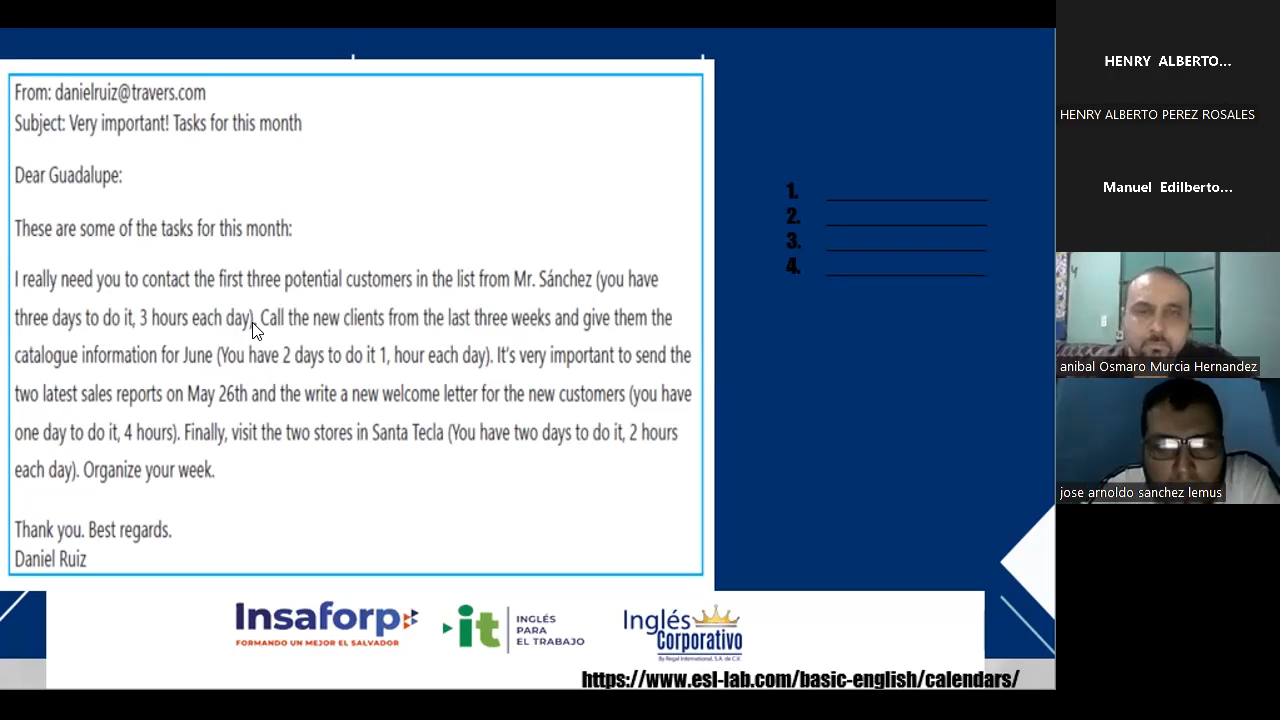 From: danielruiz@travers.com
Subject: Very important! Tasks for this month
Dear Guadalupe:
These are some of the tasks for this month:
I really need you to contact the first three potential customers in the list from Mr. Sánchez (you have
three days to do it, 3 hours each day). Call the new clients from the last three weeks and give them the
catalogue information for June (You have 2 days to do it 1, hour each day). It's very important to send the
two latest sales reports on May 26th and the write a new welcome letter for the new customers (you have
one day to do it, 4 hours). Finally, visit the two stores in Santa Tecla (You have two days to do it, 2 hours
each day). Organize your week.
Thank you. Best regards.
Daniel Ruiz
1. ____________
2. ____________
3. ____________
4. ____________
Insaforp
FORMANDO UN MEJOR EL SALVADOR
it
INGLÉS
PARA
EL TRABAJO
Inglés
Corporativo
By Regal International, S.A. de C.V.
https://www.esl-lab.com/basic-english/calendars/
HENRY ALBERTO...
HENRY ALBERTO PEREZ ROSALES
Manuel Edilberto...
anibal Osmaro Murcia Hernandez
jose arnoldo sanchez lemus